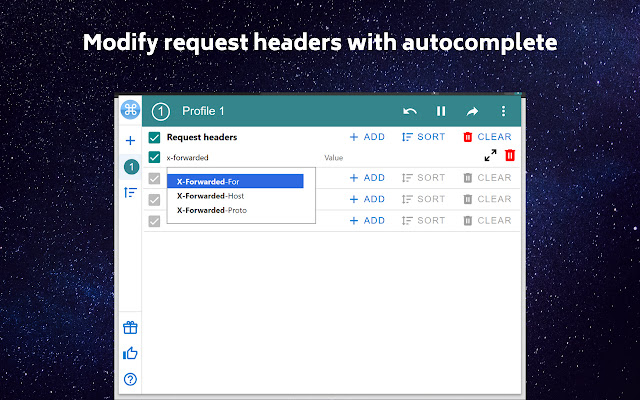 Modify request headers with autocomplete
1 Profile 1
Request headers + ADD SORT CLEAR
1 x-forwarded Value
X-Forwarded-For + ADD SORT CLEAR
X-Forwarded-Host + ADD SORT CLEAR
X-Forwarded-Proto
+ ADD SORT CLEAR